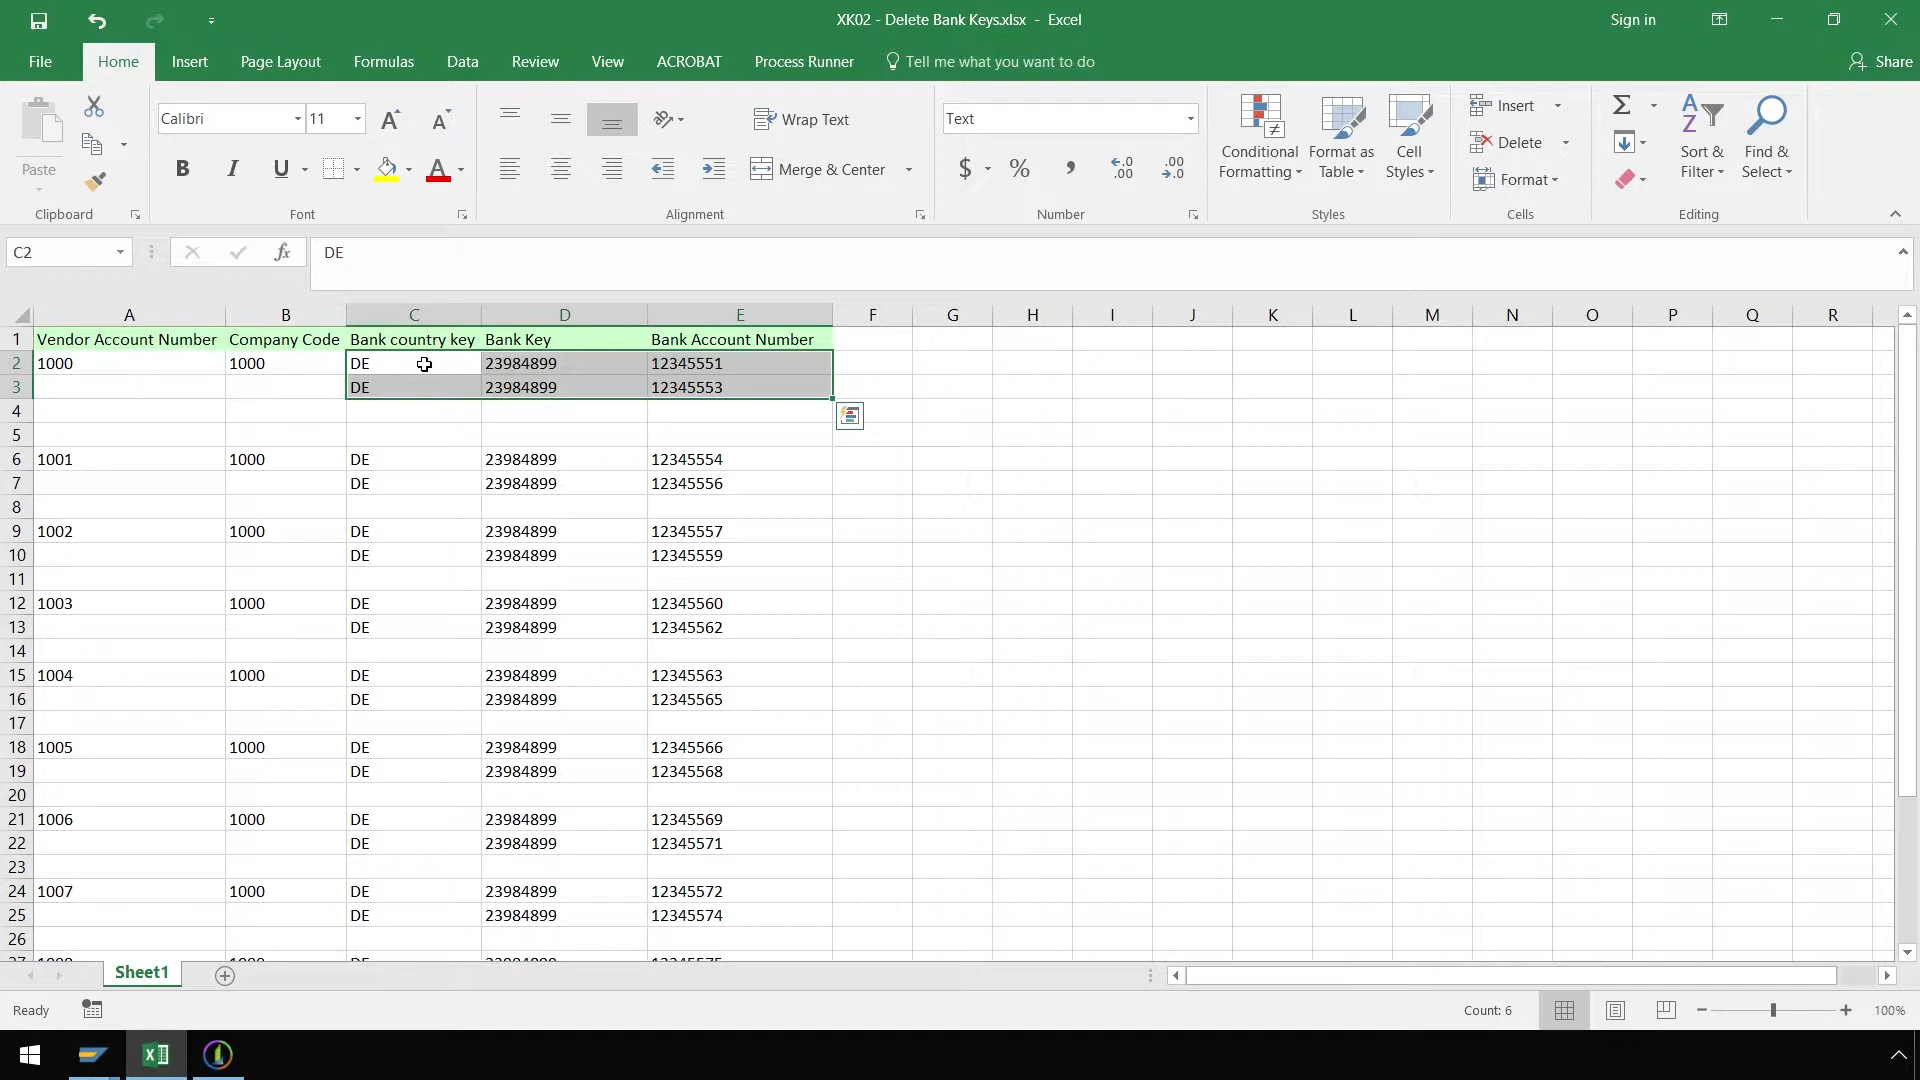 XK02 - Delete Bank Keys.xlsx - Excel
Sign in
File Home Insert Page Layout Formulas Data Review View ACROBAT Process Runner Tell me what you want to do Share
Paste
Clipboard
Calibri 11
A A
B I U A
Font
Wrap Text
Merge & Center
Alignment
Text
$ % , .0 .00 .00 .0
Number
Conditional Formatting
Format as Table
Cell Styles
Styles
Insert
Delete
Format
Cells
Σ
A Z
Sort & Filter
Find & Select
Editing
C2 fx DE
A B C D E F G H I J K L M N O P Q R
1 Vendor Account Number Company Code Bank country key Bank Key Bank Account Number
2 1000 1000 DE 23984899 12345551
3 DE 23984899 12345553
4
5
6 1001 1000 DE 23984899 12345554
7 DE 23984899 12345556
8
9 1002 1000 DE 23984899 12345557
10 DE 23984899 12345559
11
12 1003 1000 DE 23984899 12345560
13 DE 23984899 12345562
14
15 1004 1000 DE 23984899 12345563
16 DE 23984899 12345565
17
18 1005 1000 DE 23984899 12345566
19 DE 23984899 12345568
20
21 1006 1000 DE 23984899 12345569
22 DE 23984899 12345571
23
24 1007 1000 DE 23984899 12345572
25 DE 23984899 12345574
26
Sheet1
Ready
Count: 6
100%